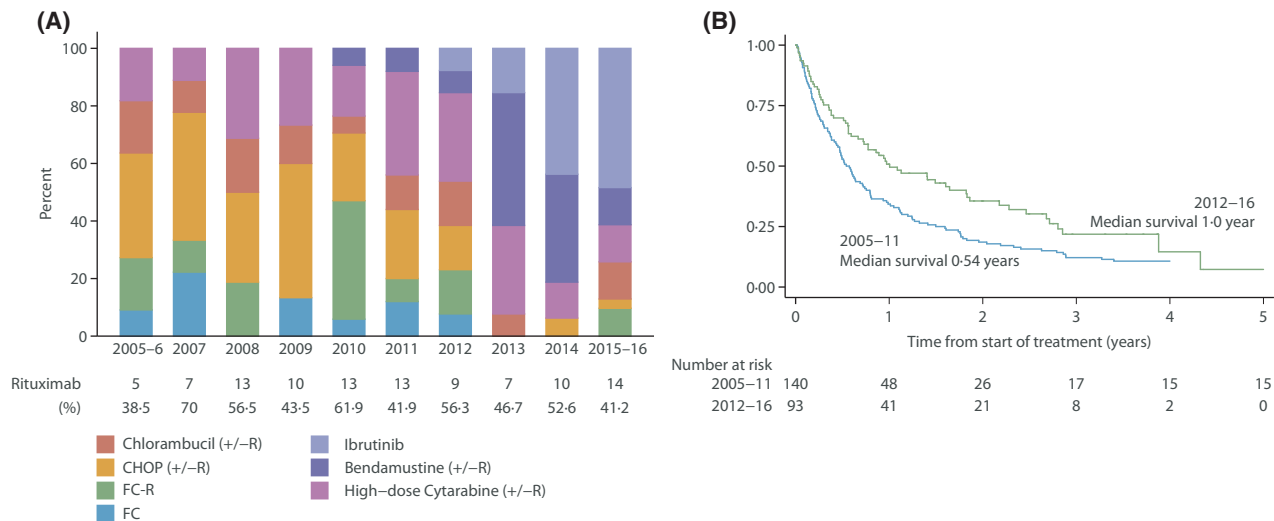 (A)
100
80
60
40
20
0
Percent
2005–6 2007 2008 2009 2010 2011 2012 2013 2014 2015–16
Rituximab 5 7 13 10 13 13 9 7 10 14
(%) 38·5 70 56·5 43·5 61·9 41·9 56·3 46·7 52·6 41·2
Chlorambucil (+/–R)
CHOP (+/–R)
FC-R
FC
Ibrutinib
Bendamustine (+/–R)
High–dose Cytarabine (+/–R)
(B)
1·00
0·75
0·50
0·25
0·00
2012–16
Median survival 1·0 year
2005–11
Median survival 0·54 years
0 1 2 3 4 5
Time from start of treatment (years)
Number at risk
2005–11 140 48 26 17 15 15
2012–16 93 41 21 8 2 0